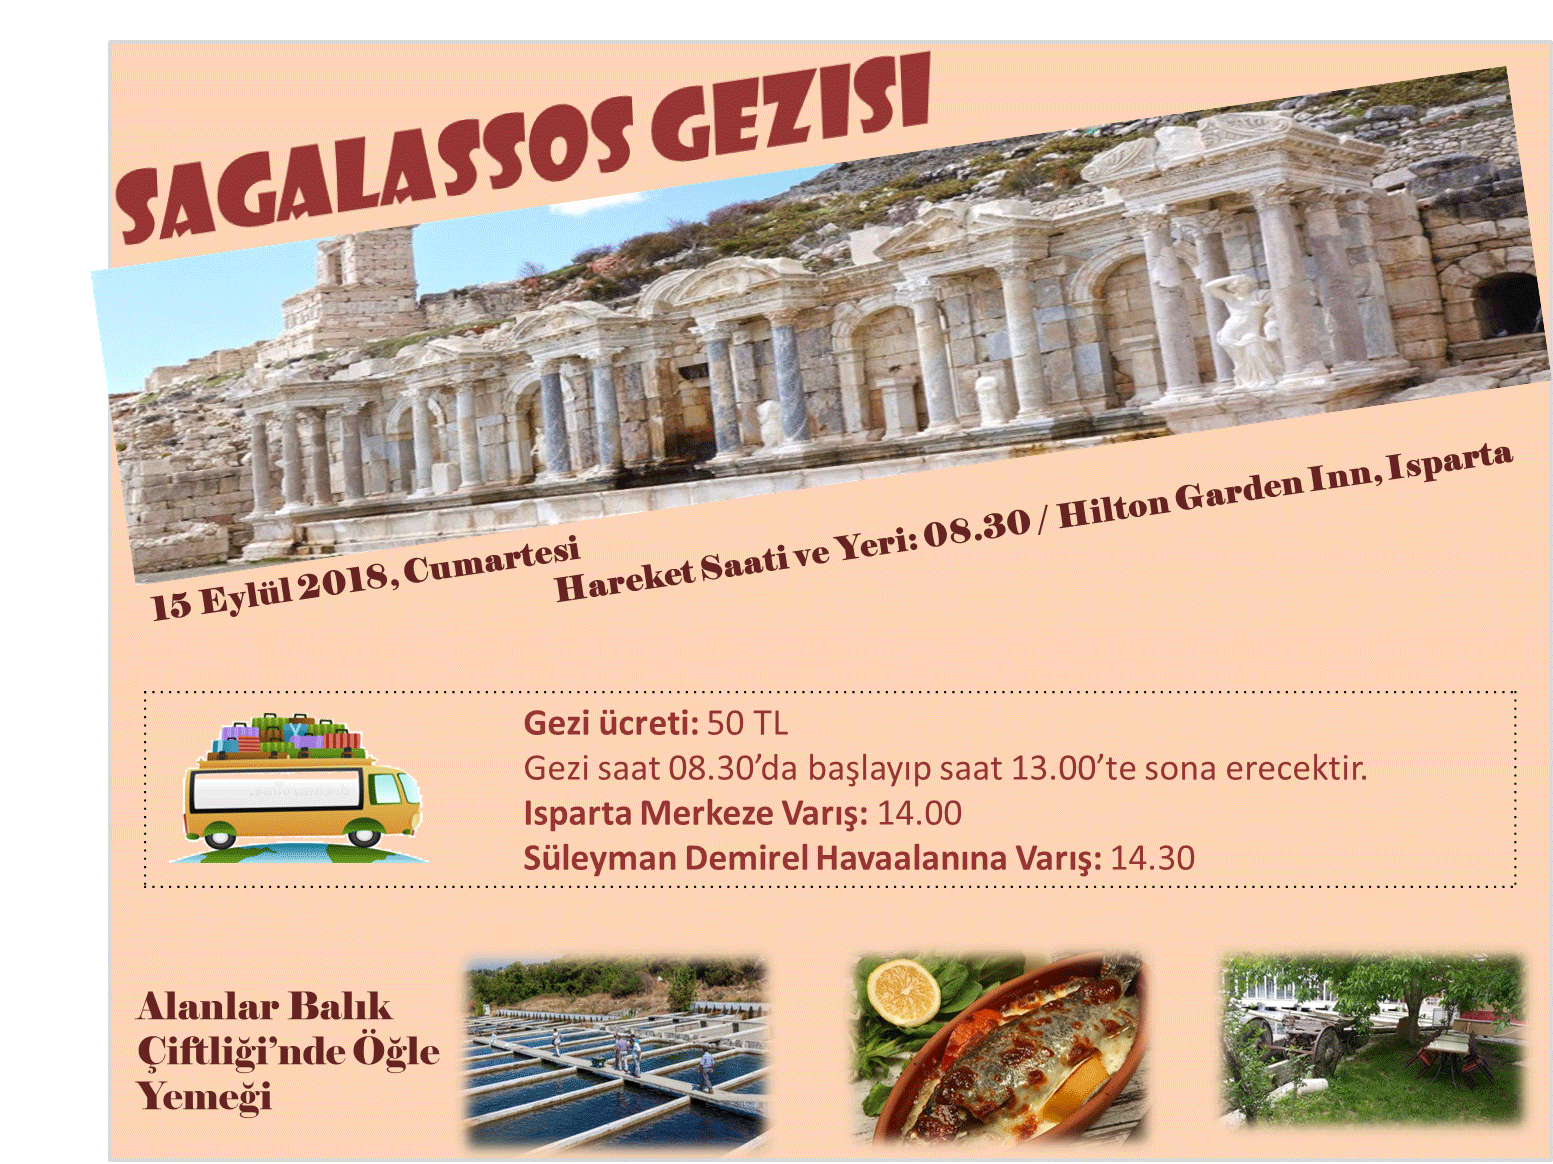 SAGALASSOS GEZISI
15 Eylül 2018, Cumartesi
Hareket Saati ve Yeri: 08.30 / Hilton Garden Inn, Isparta
Gezi ücreti: 50 TL
Gezi saat 08.30’da başlayıp saat 13.00’te sona erecektir.
Isparta Merkeze Varış: 14.00
Süleyman Demirel Havaalanına Varış: 14.30
Alanlar Balık
Çiftliği’nde Öğle
Yemeği